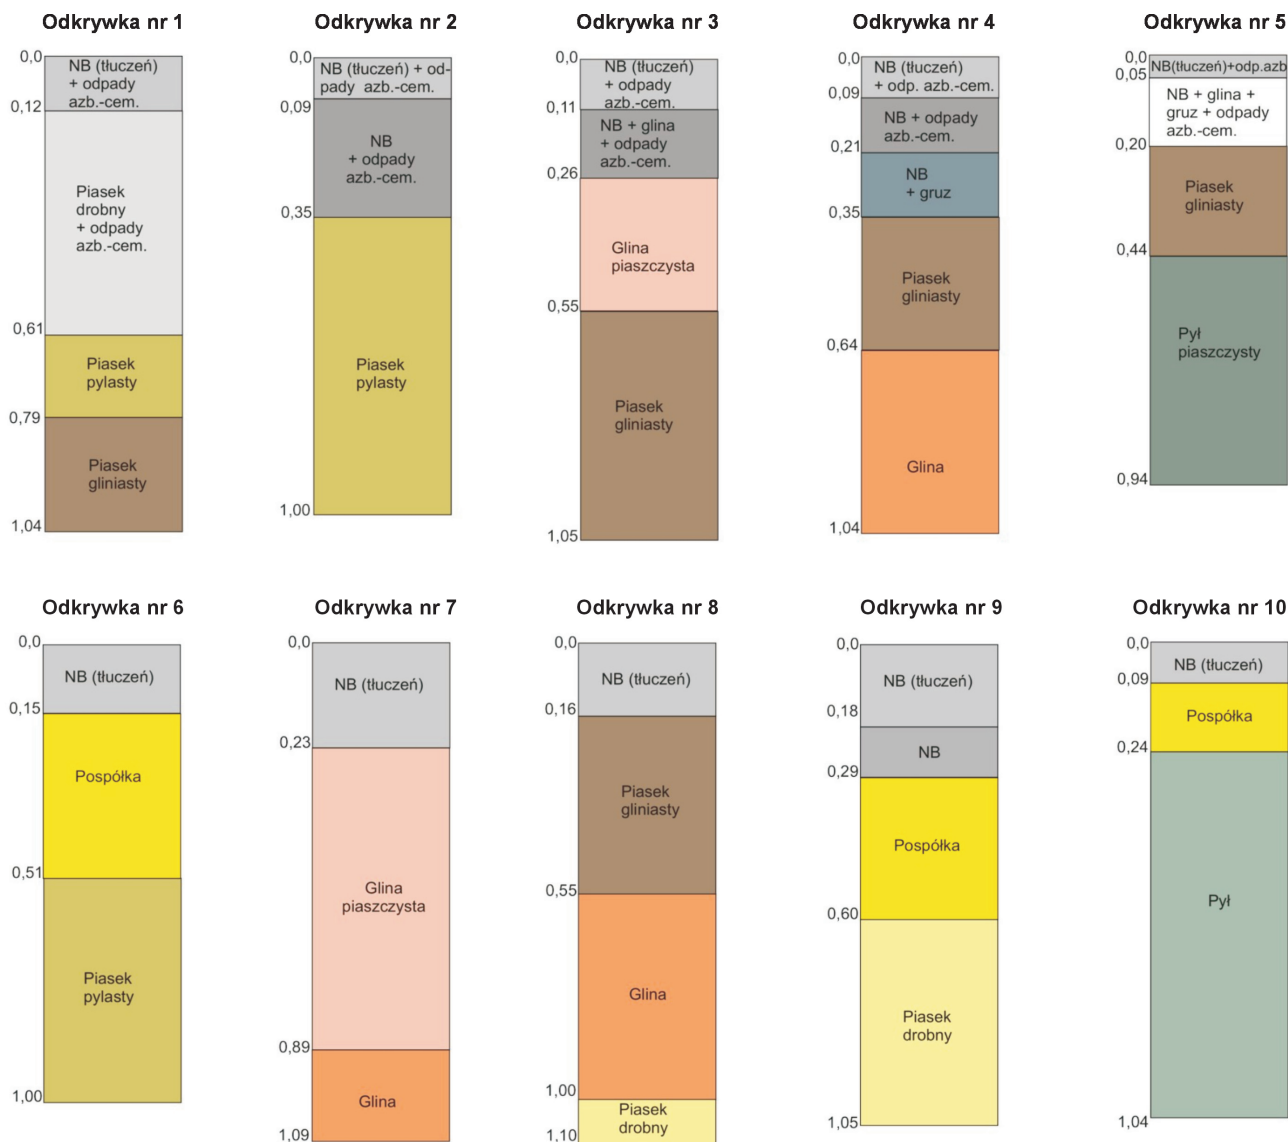 Odkrywka nr 1
0,0
NB (tłuczeń)
+ odpady
azb.-cem.
0,12
Piasek
drobny
+ odpady
azb.-cem.
0,61
Piasek
pylasty
0,79
Piasek
gliniasty
1,04
Odkrywka nr 2
0,0
NB (tłuczeń) + od-
pady azb.-cem.
0,09
NB
+ odpady
azb.-cem.
0,35
Piasek
pylasty
1,00
Odkrywka nr 3
0,0
NB (tłuczeń)
+ odpady
azb.-cem.
0,11
NB + glina
+ odpady
azb.-cem.
0,26
Glina
piaszczysta
0,55
Piasek
gliniasty
1,05
Odkrywka nr 4
0,0
NB (tłuczeń)
+ odp. azb.-cem.
0,09
NB + odpady
azb.-cem.
0,21
NB
+ gruz
0,35
Piasek
gliniasty
0,64
Glina
1,04
Odkrywka nr 5
0,0
NB(tłuczeń)+odp.azb
0,05
NB + glina +
gruz + odpady
azb.-cem.
0,20
Piasek
gliniasty
0,44
Pył
piaszczysty
0,94
Odkrywka nr 6
0,0
NB (tłuczeń)
0,15
Pospółka
0,51
Piasek
pylasty
1,00
Odkrywka nr 7
0,0
NB (tłuczeń)
0,23
Glina
piaszczysta
0,89
Glina
1,09
Odkrywka nr 8
0,0
NB (tłuczeń)
0,16
Piasek
gliniasty
0,55
Glina
1,00
Piasek
drobny
1,10
Odkrywka nr 9
0,0
NB (tłuczeń)
0,18
NB
0,29
Pospółka
0,60
Piasek
drobny
1,05
Odkrywka nr 10
0,0
NB (tłuczeń)
0,09
Pospółka
0,24
Pył
1,04